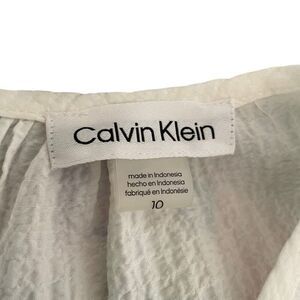 Calvin Klein
made in Indonesia
hecho en Indonesia
fabriqué en Indonésie
10